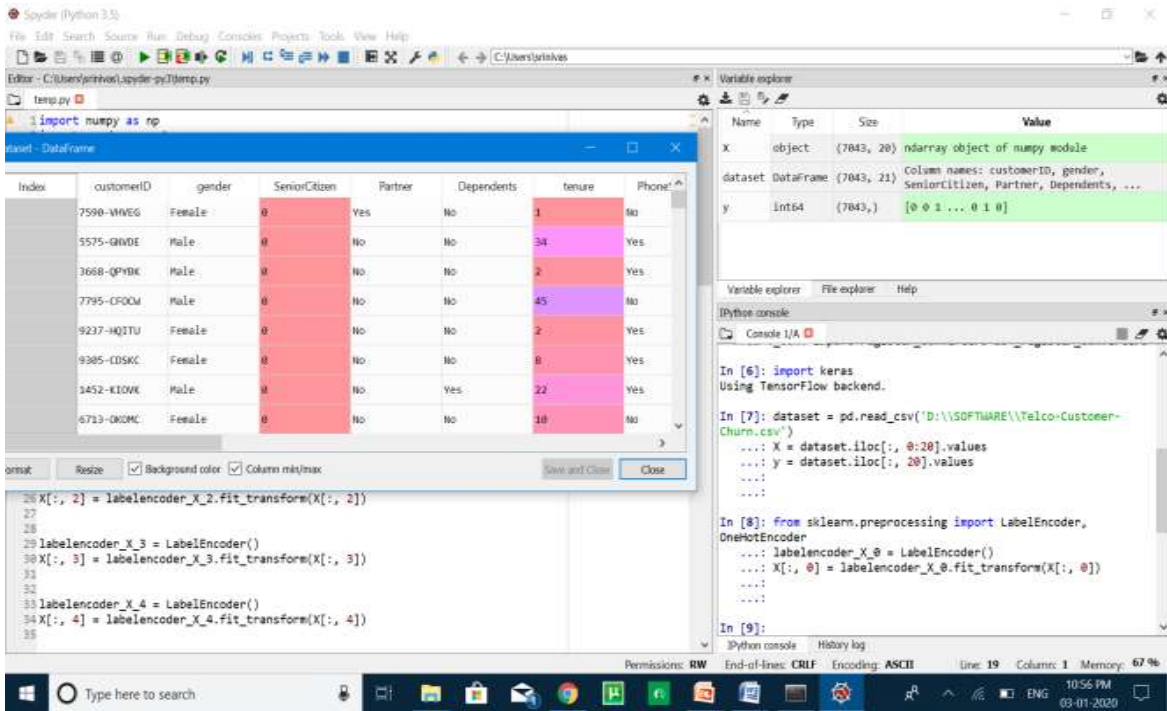 Spyder (Python 3.5)
File Edit Search Source Run Debug Consoles Projects Tools View Help
C:\Users\srinivas
Editor - C:\Users\srinivas\.spyder-py3\temp.py
temp.py
1 import numpy as np
ataset - DataFrame
Index customerID gender SeniorCitizen Partner Dependents tenure Phone
7590-VHVEG Female 0 Yes No 1 No
5575-GNVDE Male 0 No No 34 Yes
3668-QPYBK Male 0 No No 2 Yes
7795-CFOCW Male 0 No No 45 No
9237-HQITU Female 0 No No 2 Yes
9305-CDSKC Female 0 No No 8 Yes
1452-KIOVK Male 0 No Yes 22 Yes
6713-OKOMC Female 0 No No 10 No
ormat Resize Background color Column min/max Save and Close Close
26 X[:, 2] = labelencoder_X_2.fit_transform(X[:, 2])
27
28
29 labelencoder_X_3 = LabelEncoder()
30 X[:, 3] = labelencoder_X_3.fit_transform(X[:, 3])
31
32
33 labelencoder_X_4 = LabelEncoder()
34 X[:, 4] = labelencoder_X_4.fit_transform(X[:, 4])
35
Variable explorer
Name Type Size Value
X object (7043, 20) ndarray object of numpy module
dataset DataFrame (7043, 21) Column names: customerID, gender,
SeniorCitizen, Partner, Dependents, ...
y int64 (7043,) [0 0 1 ... 0 1 0]
Variable explorer File explorer Help
IPython console
Console 1/A
In [6]: import keras
Using TensorFlow backend.
In [7]: dataset = pd.read_csv('D:\\SOFTWARE\\Telco-Customer-
Churn.csv')
...: X = dataset.iloc[:, 0:20].values
...: y = dataset.iloc[:, 20].values
...:
...:
In [8]: from sklearn.preprocessing import LabelEncoder,
OneHotEncoder
...: labelencoder_X_0 = LabelEncoder()
...: X[:, 0] = labelencoder_X_0.fit_transform(X[:, 0])
...:
...:
In [9]:
IPython console History log
Permissions: RW End-of-lines: CRLF Encoding: ASCII Line: 19 Column: 1 Memory: 67 %
Type here to search
ENG
10:56 PM
03-01-2020